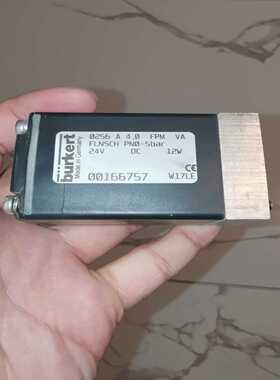 burkert
Made in Germany
0256 A 4,0 FPM VA
FLNSCH PN0-5bar
24V DC 12W
00166757 W17LE
CE